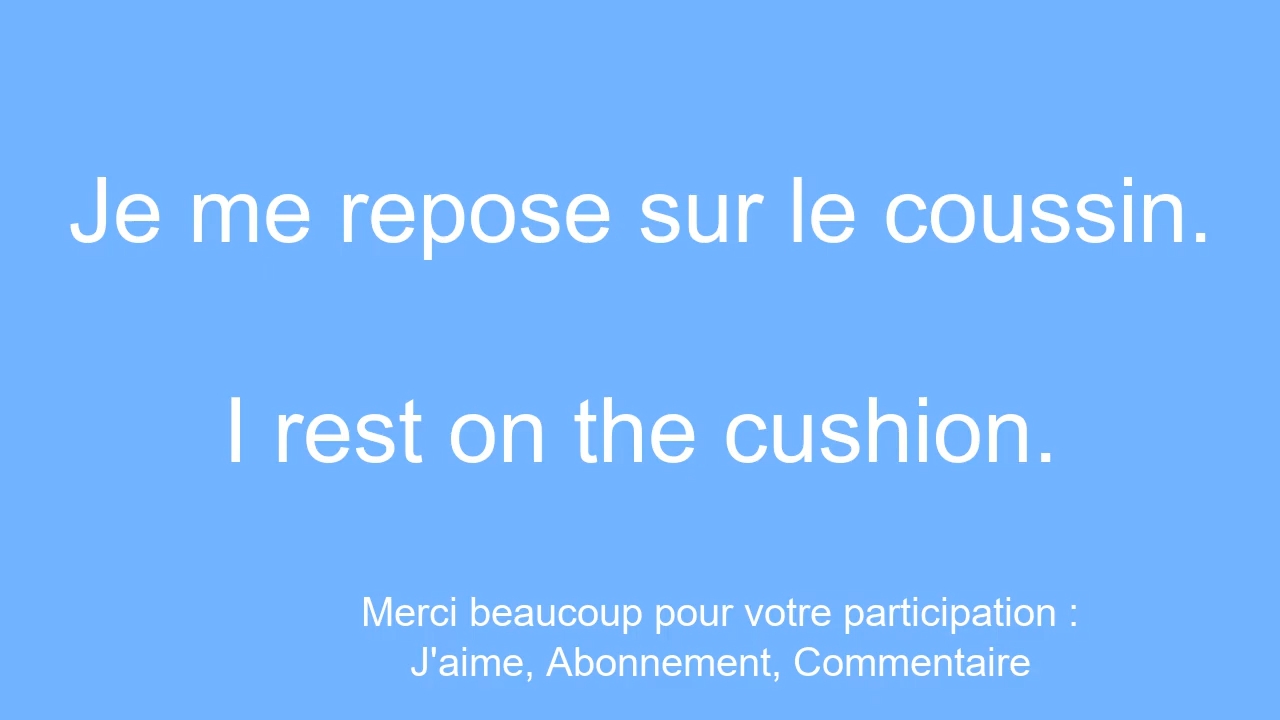 Je me repose sur le coussin.
I rest on the cushion.
Merci beaucoup pour votre participation :
J'aime, Abonnement, Commentaire